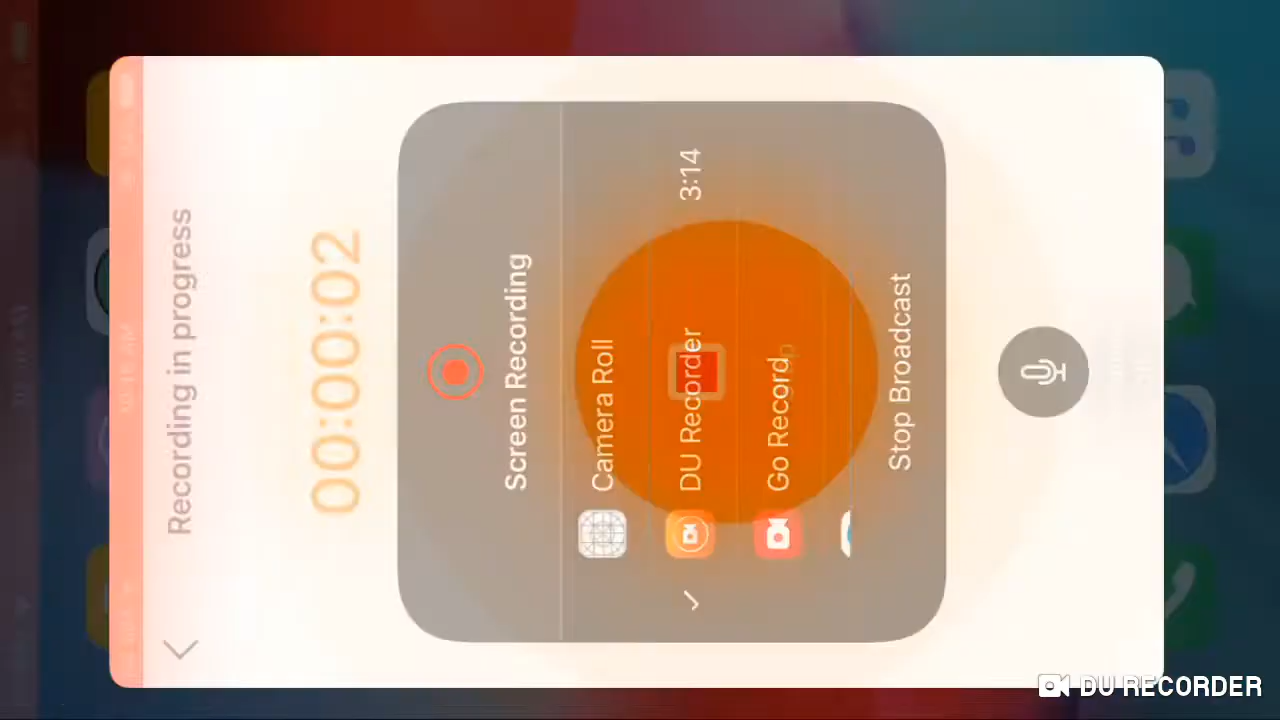 Recording in progress
00:00:02
Screen Recording
Camera Roll
DU Recorder 3:14
Go Record
Stop Broadcast
DU RECORDER